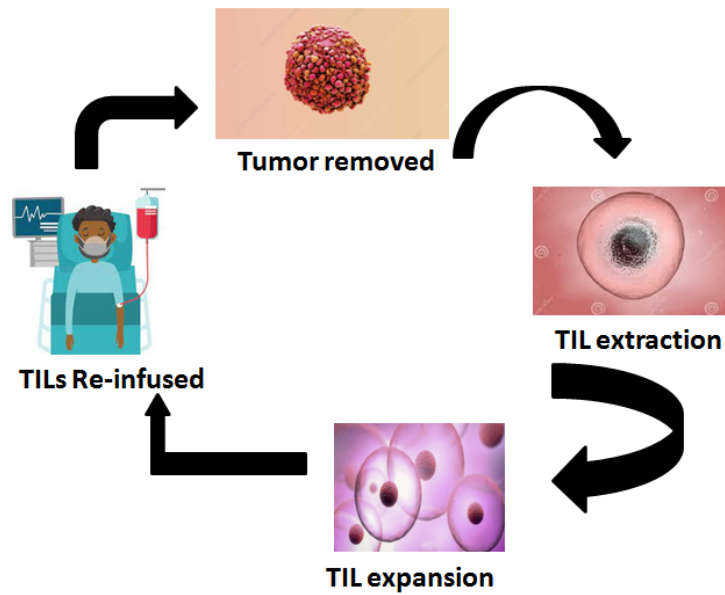 Tumor removed
TIL extraction
TILs Re-infused
TIL expansion